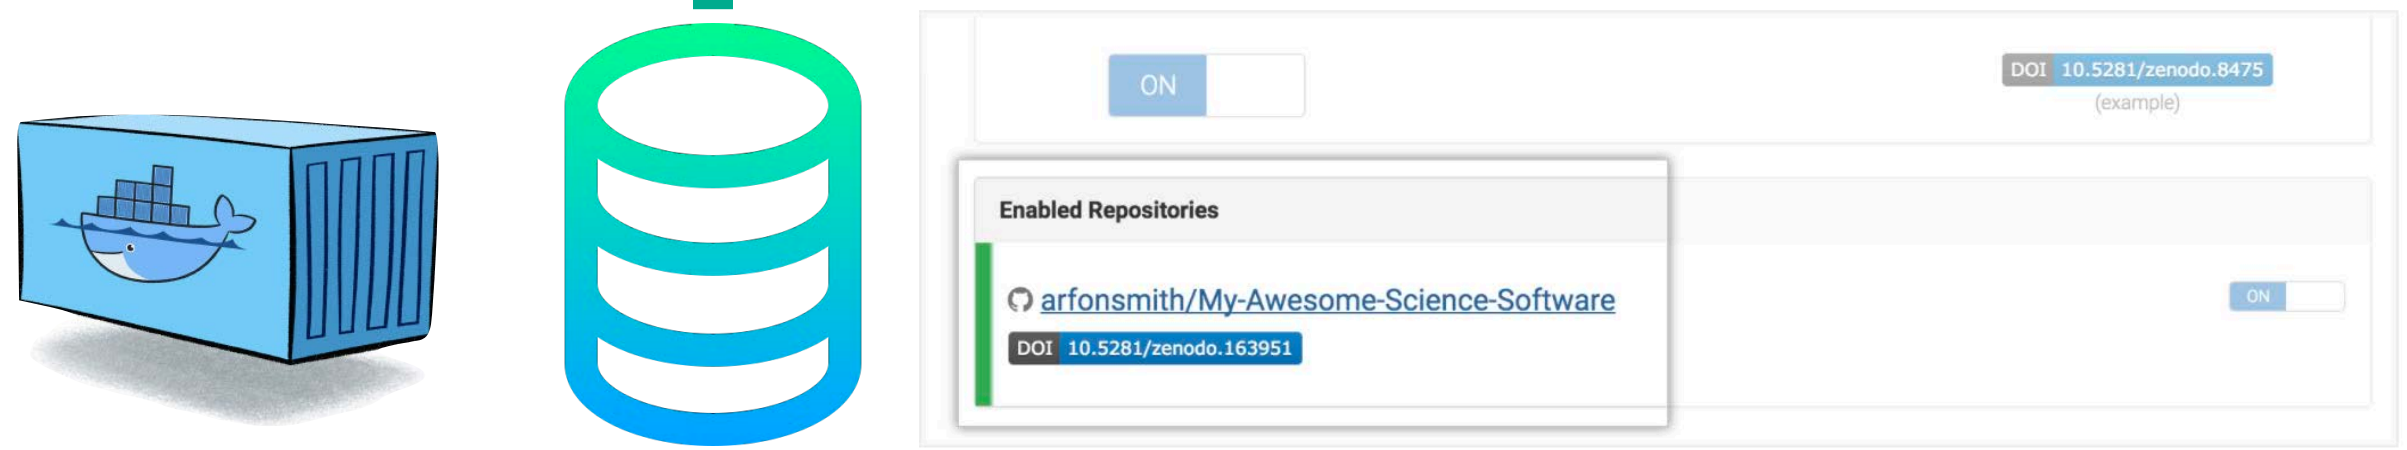 ON
DOI 10.5281/zenodo.8475
(example)
Enabled Repositories
arfonsmith/My-Awesome-Science-Software
ON
DOI 10.5281/zenodo.163951